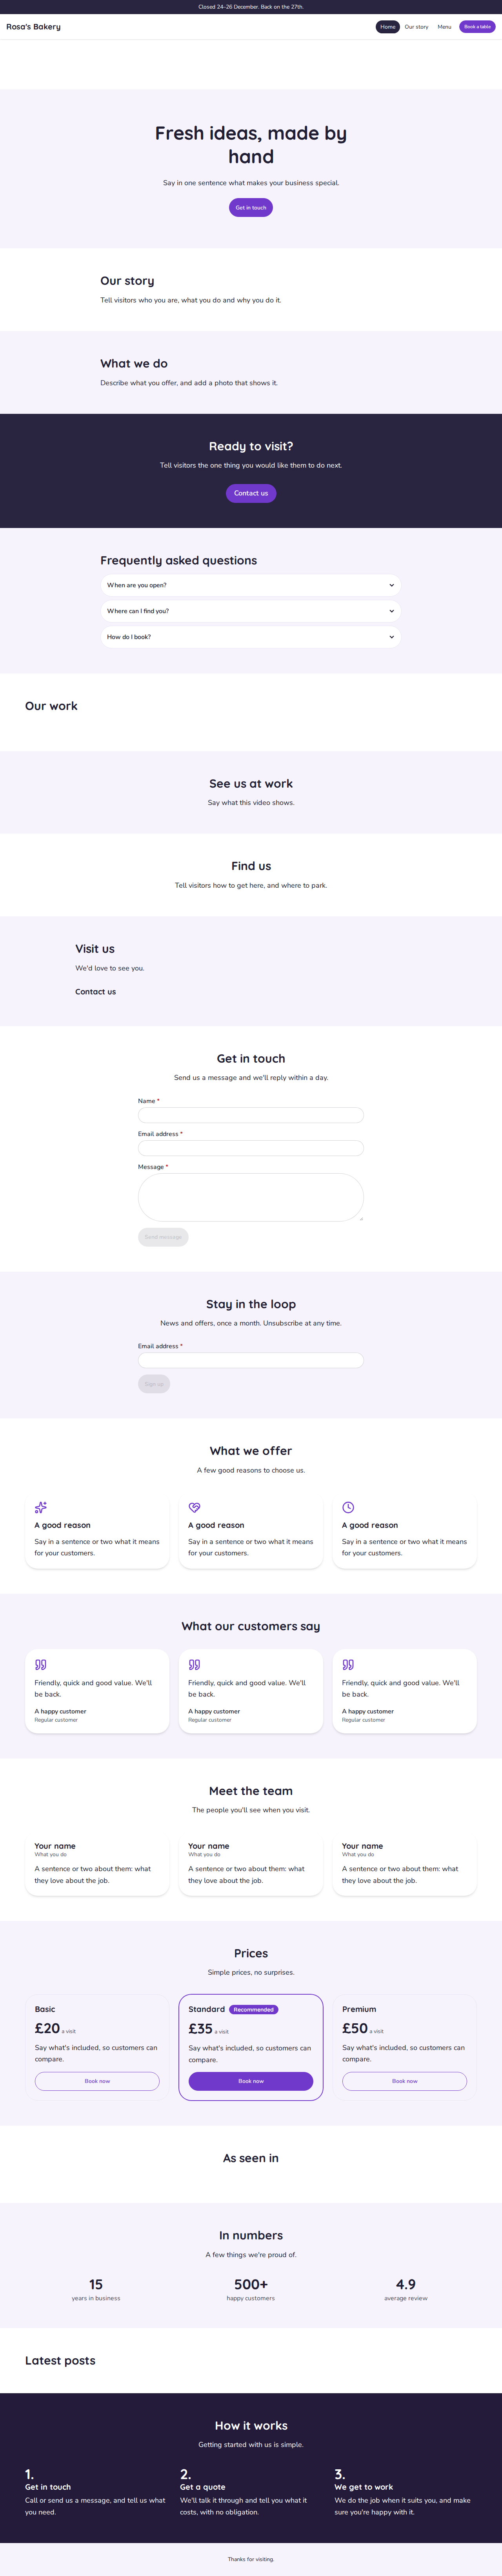 Closed 24–26 December. Back on the 27th.
Rosa's Bakery
Home Our story Menu Book a table
Fresh ideas, made by
hand
Say in one sentence what makes your business special.
Get in touch
Our story
Tell visitors who you are, what you do and why you do it.
What we do
Describe what you offer, and add a photo that shows it.
Ready to visit?
Tell visitors the one thing you would like them to do next.
Contact us
Frequently asked questions
When are you open?
Where can I find you?
How do I book?
Our work
See us at work
Say what this video shows.
Find us
Tell visitors how to get here, and where to park.
Visit us
We'd love to see you.
Contact us
Get in touch
Send us a message and we'll reply within a day.
Name *
Email address *
Message *
Send message
Stay in the loop
News and offers, once a month. Unsubscribe at any time.
Email address *
Sign up
What we offer
A few good reasons to choose us.
A good reason A good reason A good reason
Say in a sentence or two what it means Say in a sentence or two what it means Say in a sentence or two what it means
for your customers. for your customers. for your customers.
What our customers say
Friendly, quick and good value. We'll Friendly, quick and good value. We'll Friendly, quick and good value. We'll
be back. be back. be back.
A happy customer A happy customer A happy customer
Regular customer Regular customer Regular customer
Meet the team
The people you'll see when you visit.
Your name Your name Your name
What you do What you do What you do
A sentence or two about them: what A sentence or two about them: what A sentence or two about them: what
they love about the job. they love about the job. they love about the job.
Prices
Simple prices, no surprises.
Basic Standard Recommended Premium
£20 a visit £35 a visit £50 a visit
Say what's included, so customers can Say what's included, so customers can Say what's included, so customers can
compare. compare. compare.
Book now Book now Book now
As seen in
In numbers
A few things we're proud of.
15 500+ 4.9
years in business happy customers average review
Latest posts
How it works
Getting started with us is simple.
1. 2. 3.
Get in touch Get a quote We get to work
Call or send us a message, and tell us what We'll talk it through and tell you what it We do the job when it suits you, and make
you need. costs, with no obligation. sure you're happy with it.
Thanks for visiting.